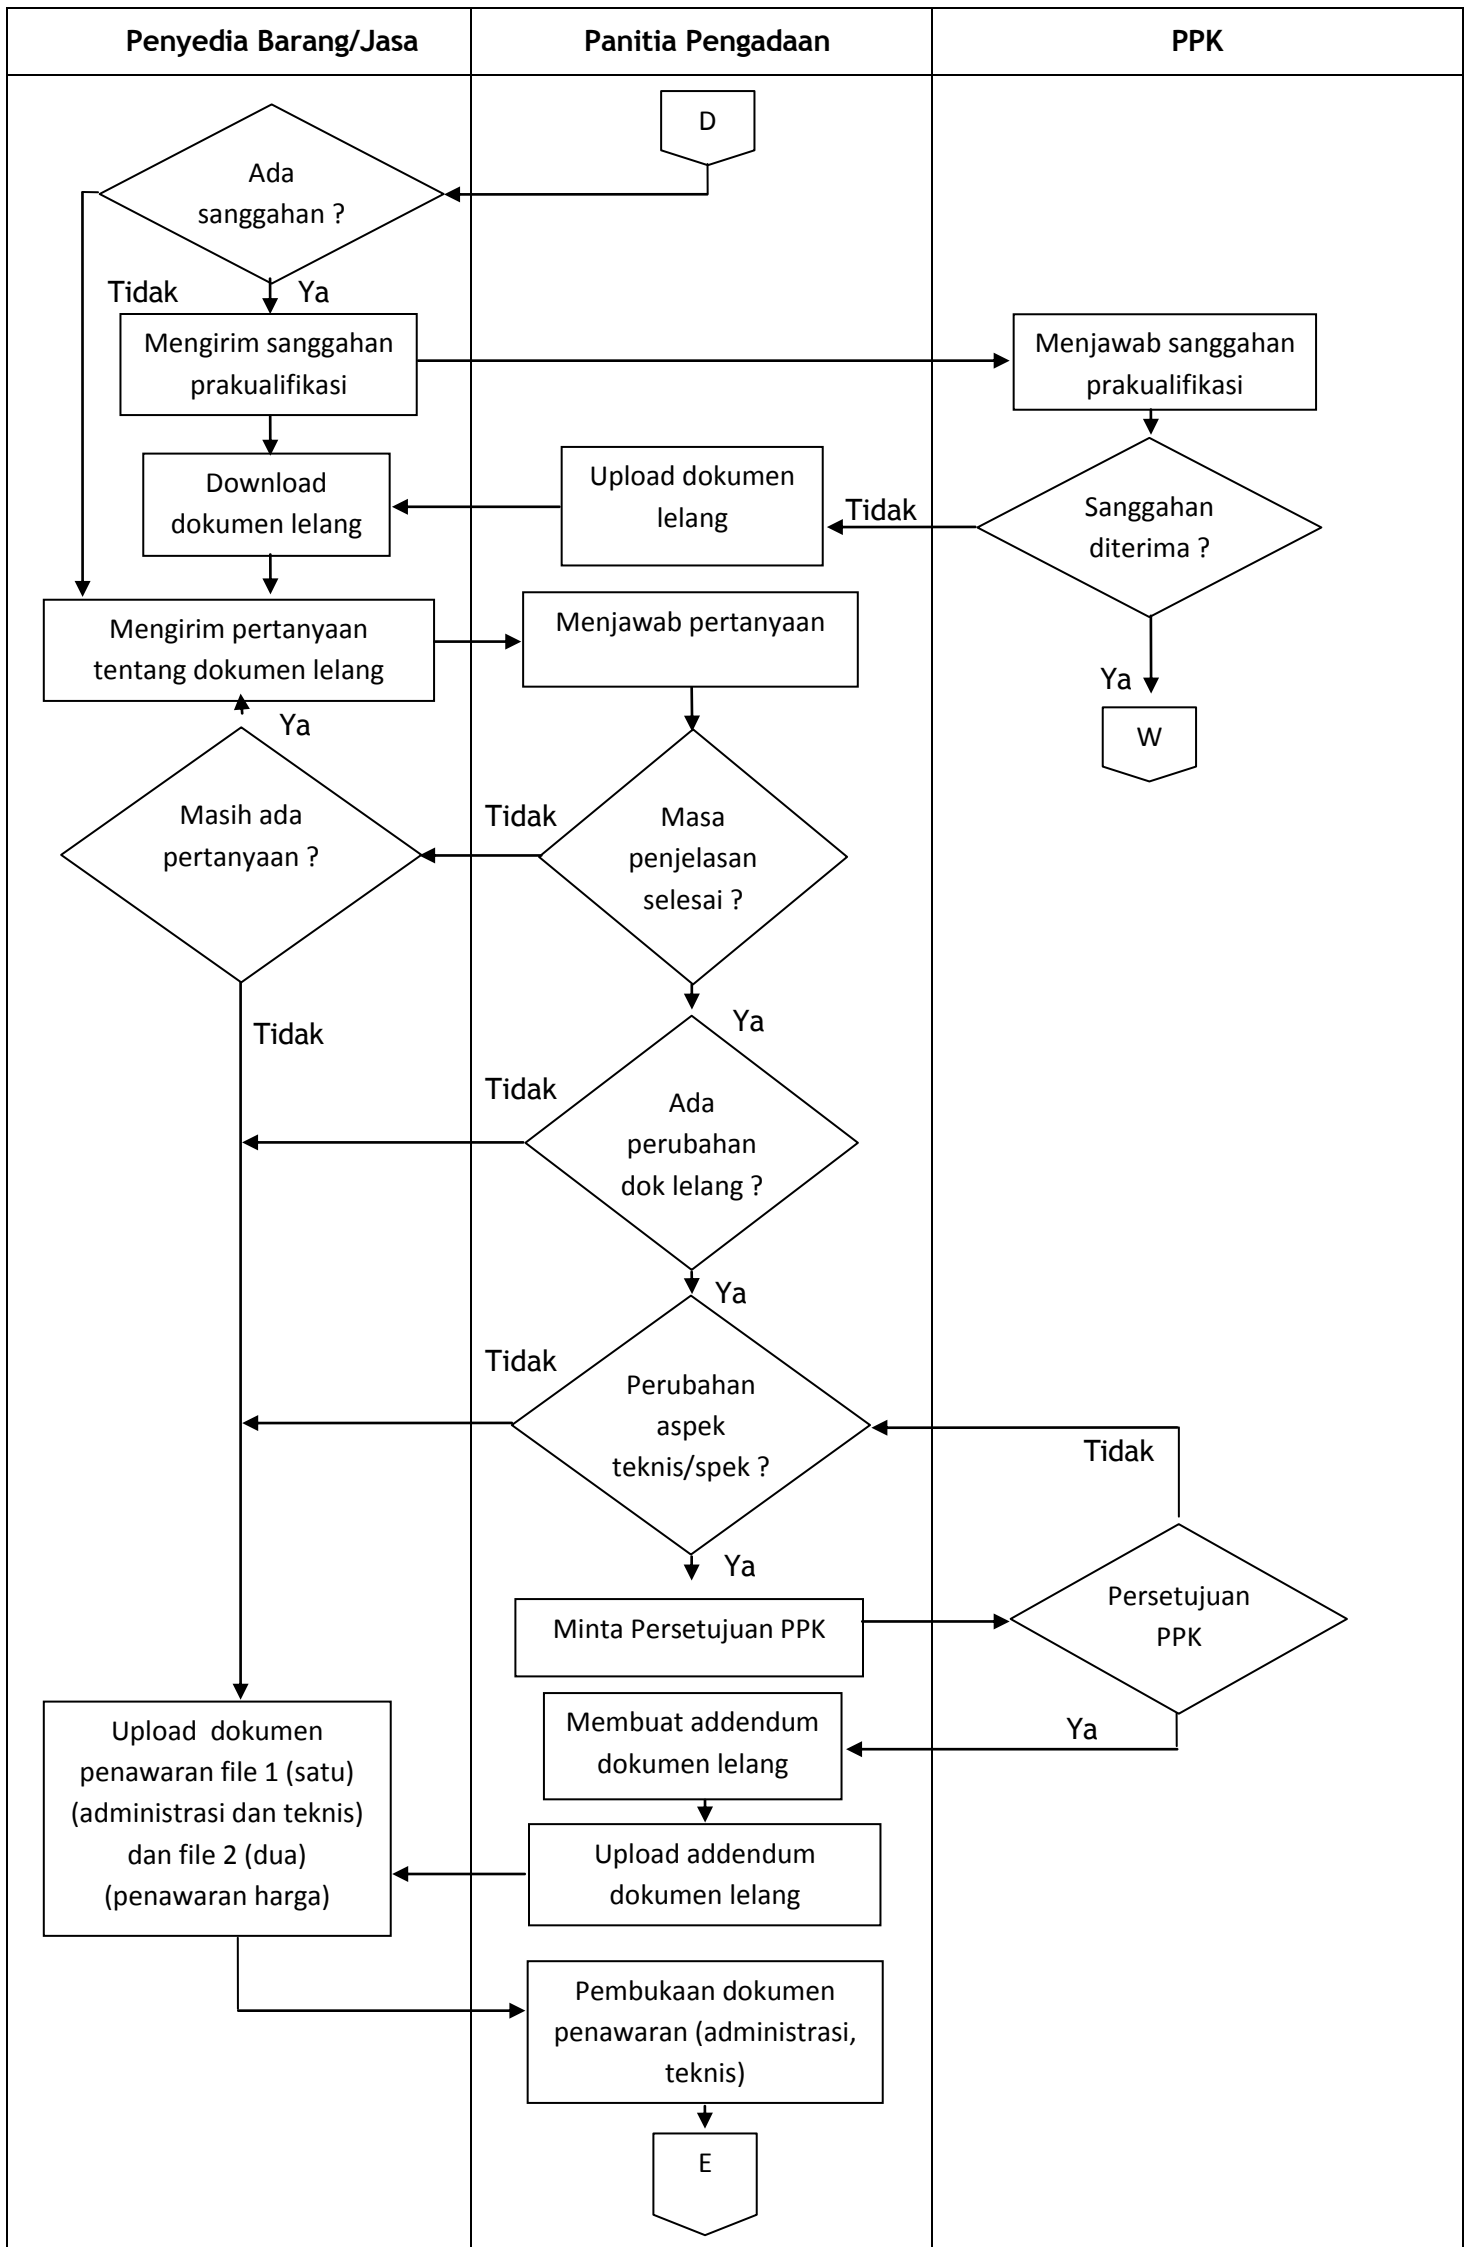 Penyedia Barang/Jasa
Panitia Pengadaan
PPK
D
Ada
sanggahan ?
Tidak
Ya
Mengirim sanggahan
prakualifikasi
Menjawab sanggahan
prakualifikasi
Download
dokumen lelang
Upload dokumen
lelang
Tidak
Sanggahan
diterima ?
Mengirim pertanyaan
tentang dokumen lelang
Menjawab pertanyaan
Ya
W
Ya
Masih ada
pertanyaan ?
Tidak
Masa
penjelasan
selesai ?
Tidak
Ya
Tidak
Ada
perubahan
dok lelang ?
Ya
Tidak
Perubahan
aspek
teknis/spek ?
Tidak
Ya
Minta Persetujuan PPK
Persetujuan
PPK
Upload dokumen
penawaran file 1 (satu)
(administrasi dan teknis)
dan file 2 (dua)
(penawaran harga)
Membuat addendum
dokumen lelang
Ya
Upload addendum
dokumen lelang
Pembukaan dokumen
penawaran (administrasi,
teknis)
E